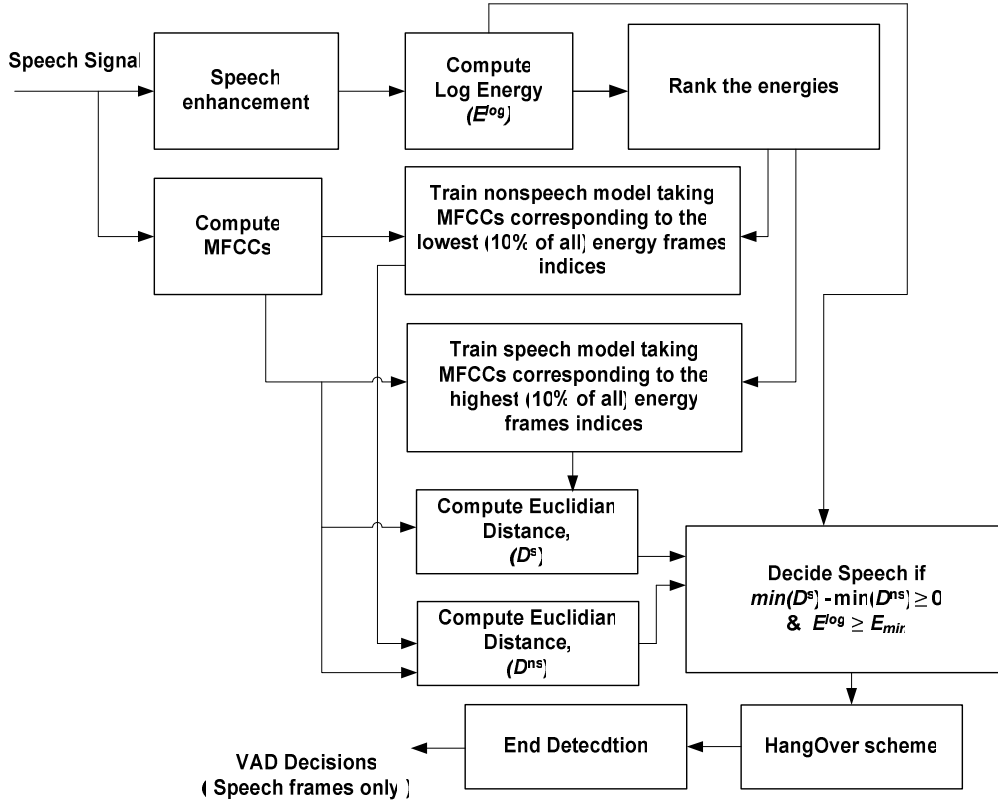 Speech Signal
Speech
enhancement
Compute
Log Energy
(E^log)
Rank the energies
Compute
MFCCs
Train nonspeech model taking
MFCCs corresponding to the
lowest (10% of all) energy frames
indices
Train speech model taking
MFCCs corresponding to the
highest (10% of all) energy
frames indices
Compute Euclidian
Distance,
(D^s)
Compute Euclidian
Distance,
(D^ns)
Decide Speech if
min(D^s) - min(D^ns) ≥ 0
& E^log ≥ E_min
HangOver scheme
End Detecdtion
VAD Decisions
( Speech frames only )